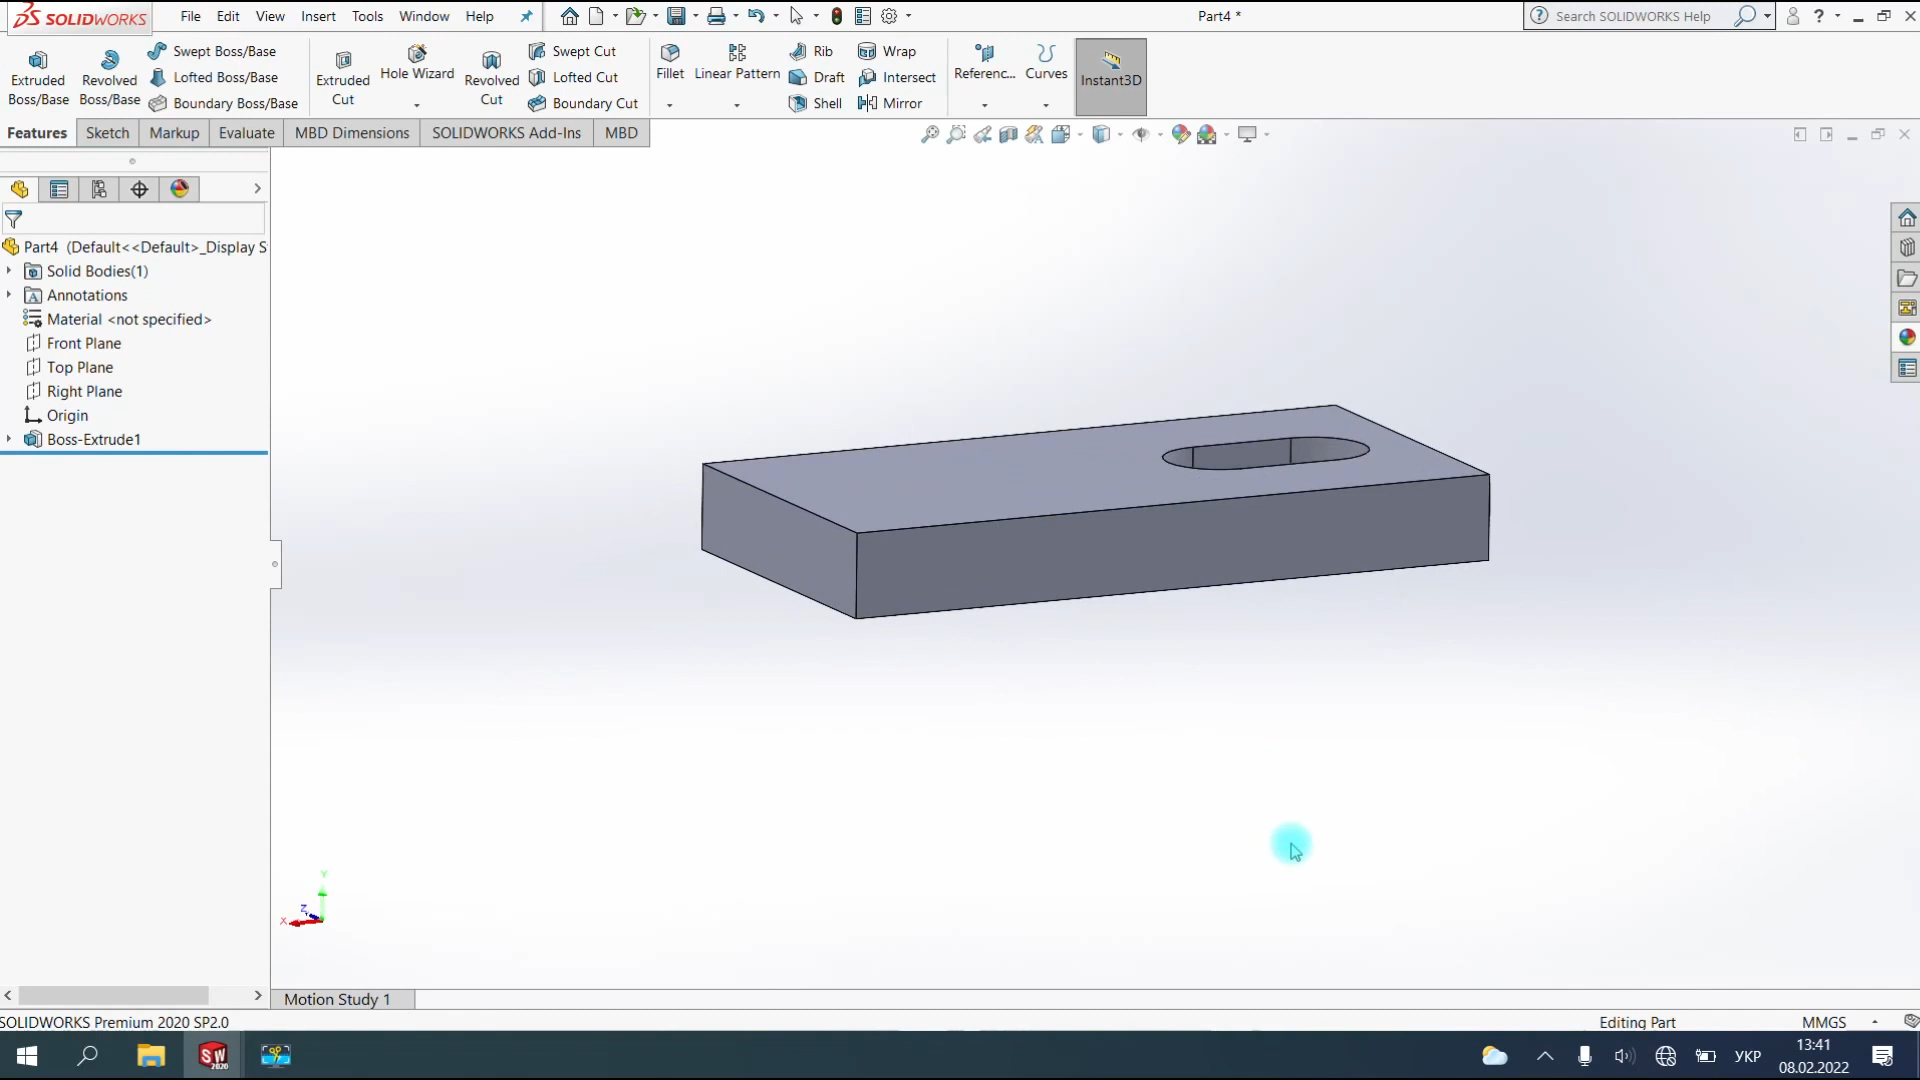 SOLIDWORKS File Edit View Insert Tools Window Help Part4 * Search SOLIDWORKS Help ?
Extruded Boss/Base
Revolved Boss/Base
Swept Boss/Base
Lofted Boss/Base
Boundary Boss/Base
Extruded Cut
Hole Wizard
Revolved Cut
Swept Cut
Lofted Cut
Boundary Cut
Fillet
Linear Pattern
Rib
Draft
Shell
Wrap
Intersect
Mirror
Referenc...
Curves
Instant3D
Features Sketch Markup Evaluate MBD Dimensions SOLIDWORKS Add-Ins MBD
Part4 (Default<<Default>_Display S
Solid Bodies(1)
Annotations
Material <not specified>
Front Plane
Top Plane
Right Plane
Origin
Boss-Extrude1
Y
Z
X
Motion Study 1
SOLIDWORKS Premium 2020 SP2.0 Editing Part MMGS
SW 2020
УКР
13:41
08.02.2022